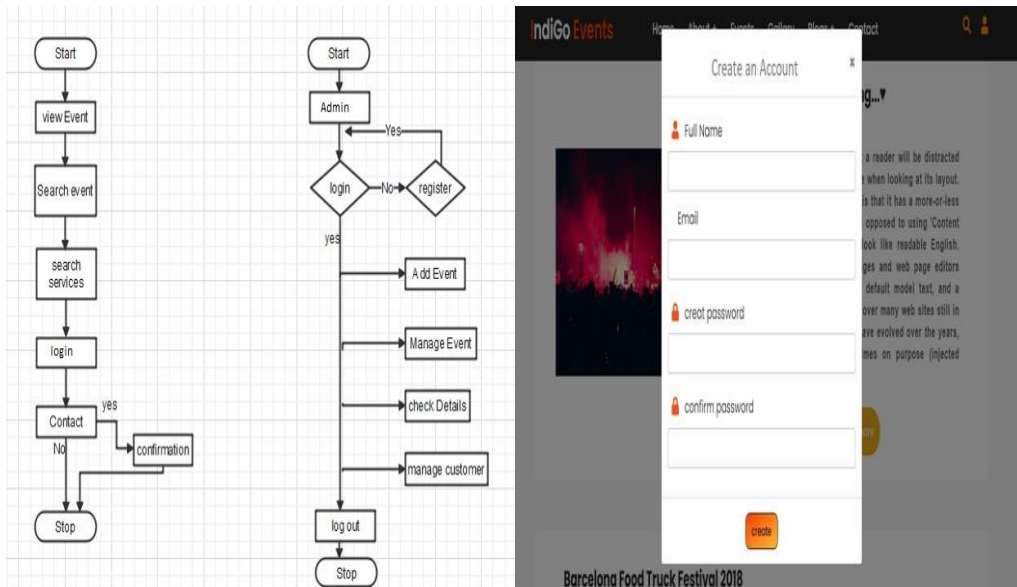 Start
view Event
Search event
search
services
login
Contact
yes
No
confirmation
Stop
Start
Admin
Yes
login
No
register
yes
Add Event
Manage Event
check Details
manage customer
log out
Stop
IndiGo Events
Home About + Events Gallary Blogs + Contact
Create an Account
x
g...♥
Full Name
Email
creat password
confirm password
create
a reader will be distracted
when looking at its layout.
is that it has a more-or-less
opposed to using 'Content
look like readable English.
ges and web page editors
default model text, and a
over many web sites still in
ave evolved over the years,
mes on purpose (injected
Barcelona Food Truck Festival 2018